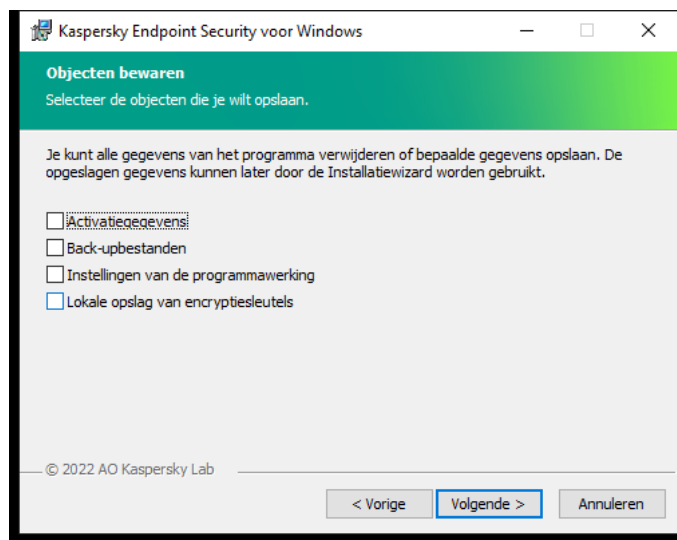 Kaspersky Endpoint Security voor Windows
Objecten bewaren
Selecteer de objecten die je wilt opslaan.
Je kunt alle gegevens van het programma verwijderen of bepaalde gegevens opslaan. De
opgeslagen gegevens kunnen later door de Installatiewizard worden gebruikt.
Activatiegegevens
Back-upbestanden
Instellingen van de programmawerking
Lokale opslag van encryptiesleutels
© 2022 AO Kaspersky Lab
< Vorige Volgende > Annuleren